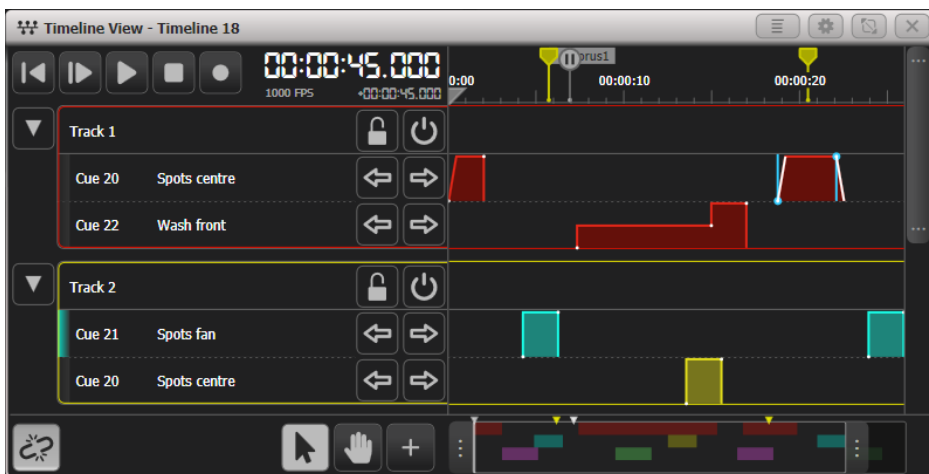 Timeline View - Timeline 18
00:00:45.000
1000 FPS
+00:00:45.000
0:00
00:00:10
00:00:20
Track 1
Cue 20 Spots centre
Cue 22 Wash front
Track 2
Cue 21 Spots fan
Cue 20 Spots centre